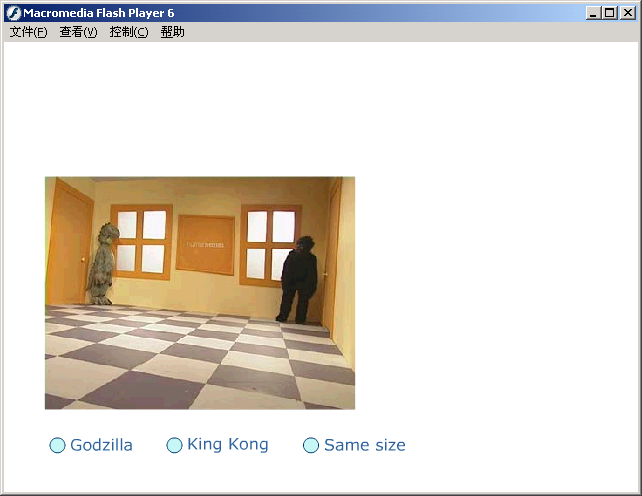 Macromedia Flash Player 6
文件(F) 查看(V) 控制(C) 帮助
Godzilla King Kong Same size